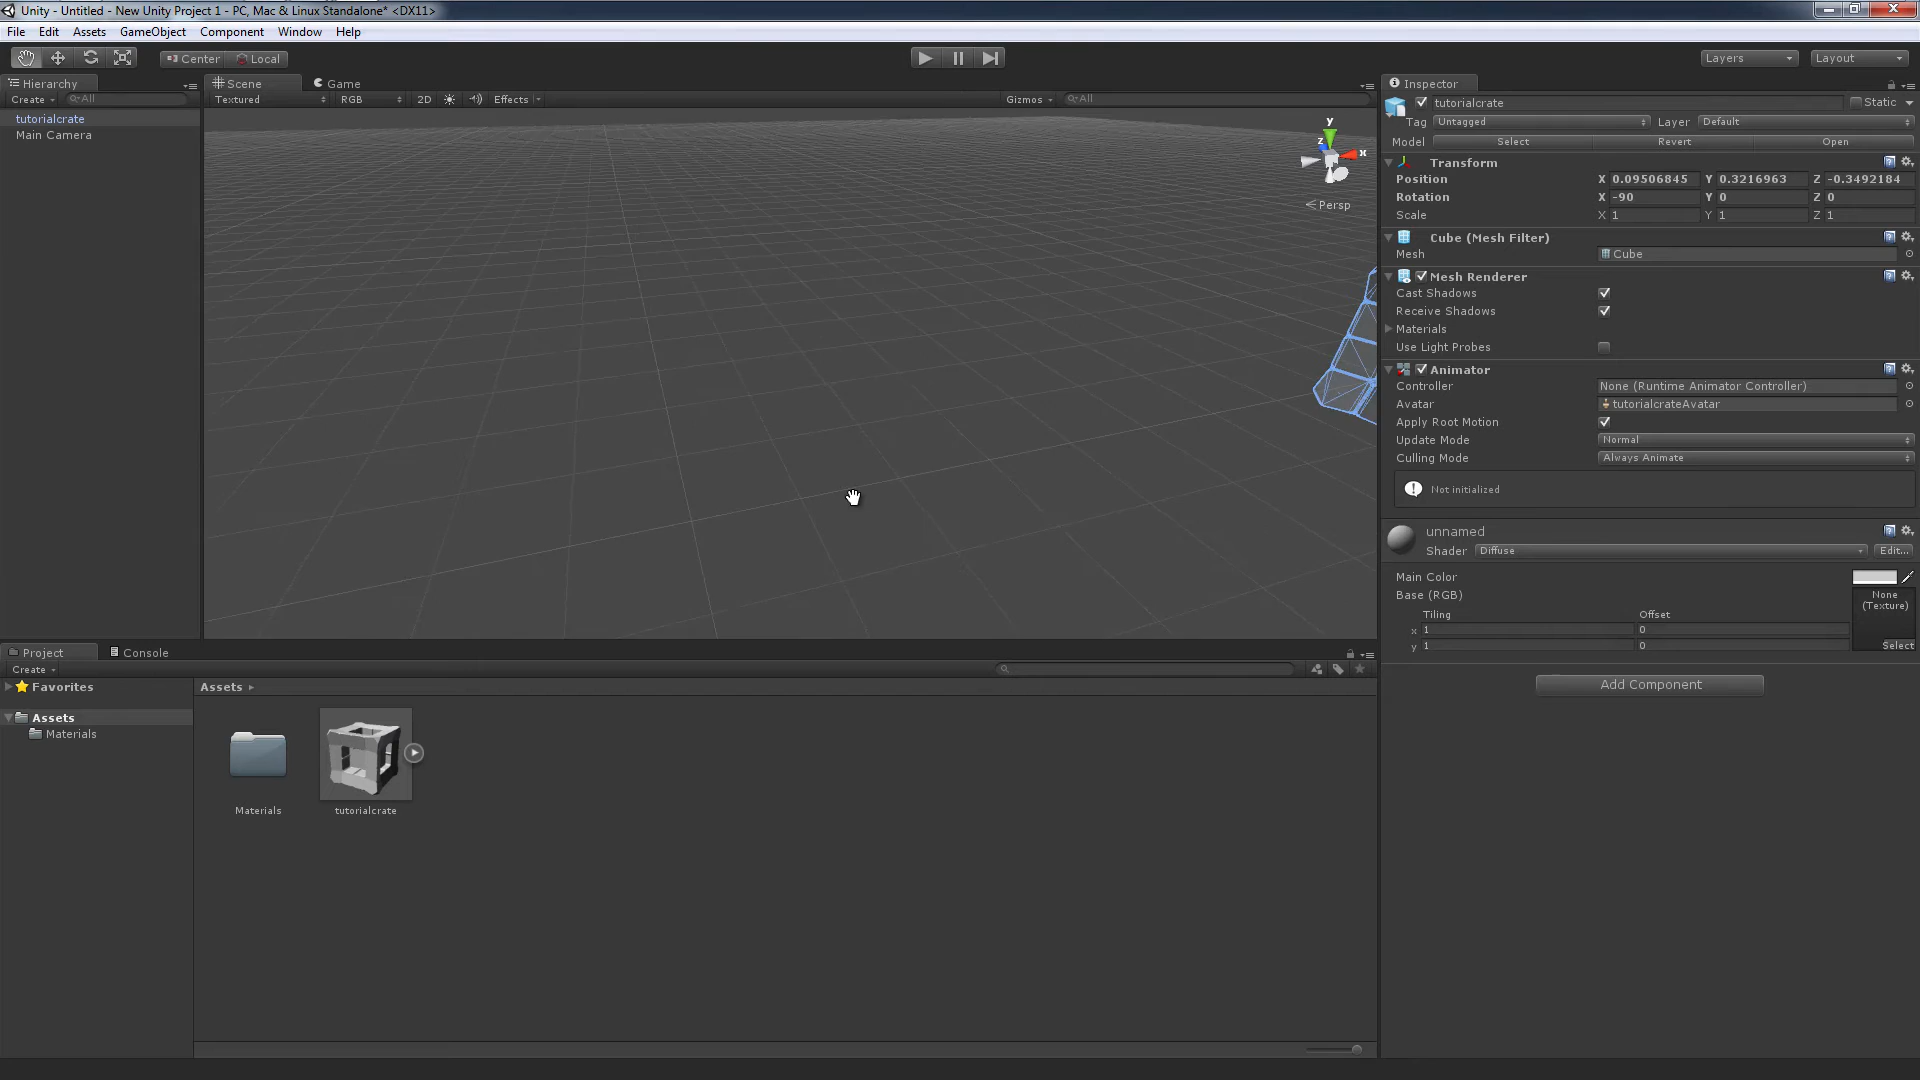 Unity - Untitled - New Unity Project 1 - PC, Mac & Linux Standalone* <DX11>
File Edit Assets GameObject Component Window Help
Center Local Layers Layout
Hierarchy
Create All
tutorialcrate
Main Camera
Scene Game
Textured RGB 2D Effects Gizmos All
y
z
x
Persp
Inspector
tutorialcrate Static
Tag Untagged Layer Default
Model Select Revert Open
Transform
Position X 0.09506845 Y 0.3216963 Z -0.3492184
Rotation X -90 Y 0 Z 0
Scale X 1 Y 1 Z 1
Cube (Mesh Filter)
Mesh Cube
Mesh Renderer
Cast Shadows
Receive Shadows
Materials
Use Light Probes
Animator
Controller None (Runtime Animator Controller)
Avatar tutorialcrateAvatar
Apply Root Motion
Update Mode Normal
Culling Mode Always Animate
Not initialized
unnamed
Shader Diffuse Edit...
Main Color
Base (RGB)
None
(Texture)
Tiling Offset
x 1 0
y 1 0
Select
Add Component
Project Console
Create
Favorites
Assets
Materials
Assets
Materials
tutorialcrate